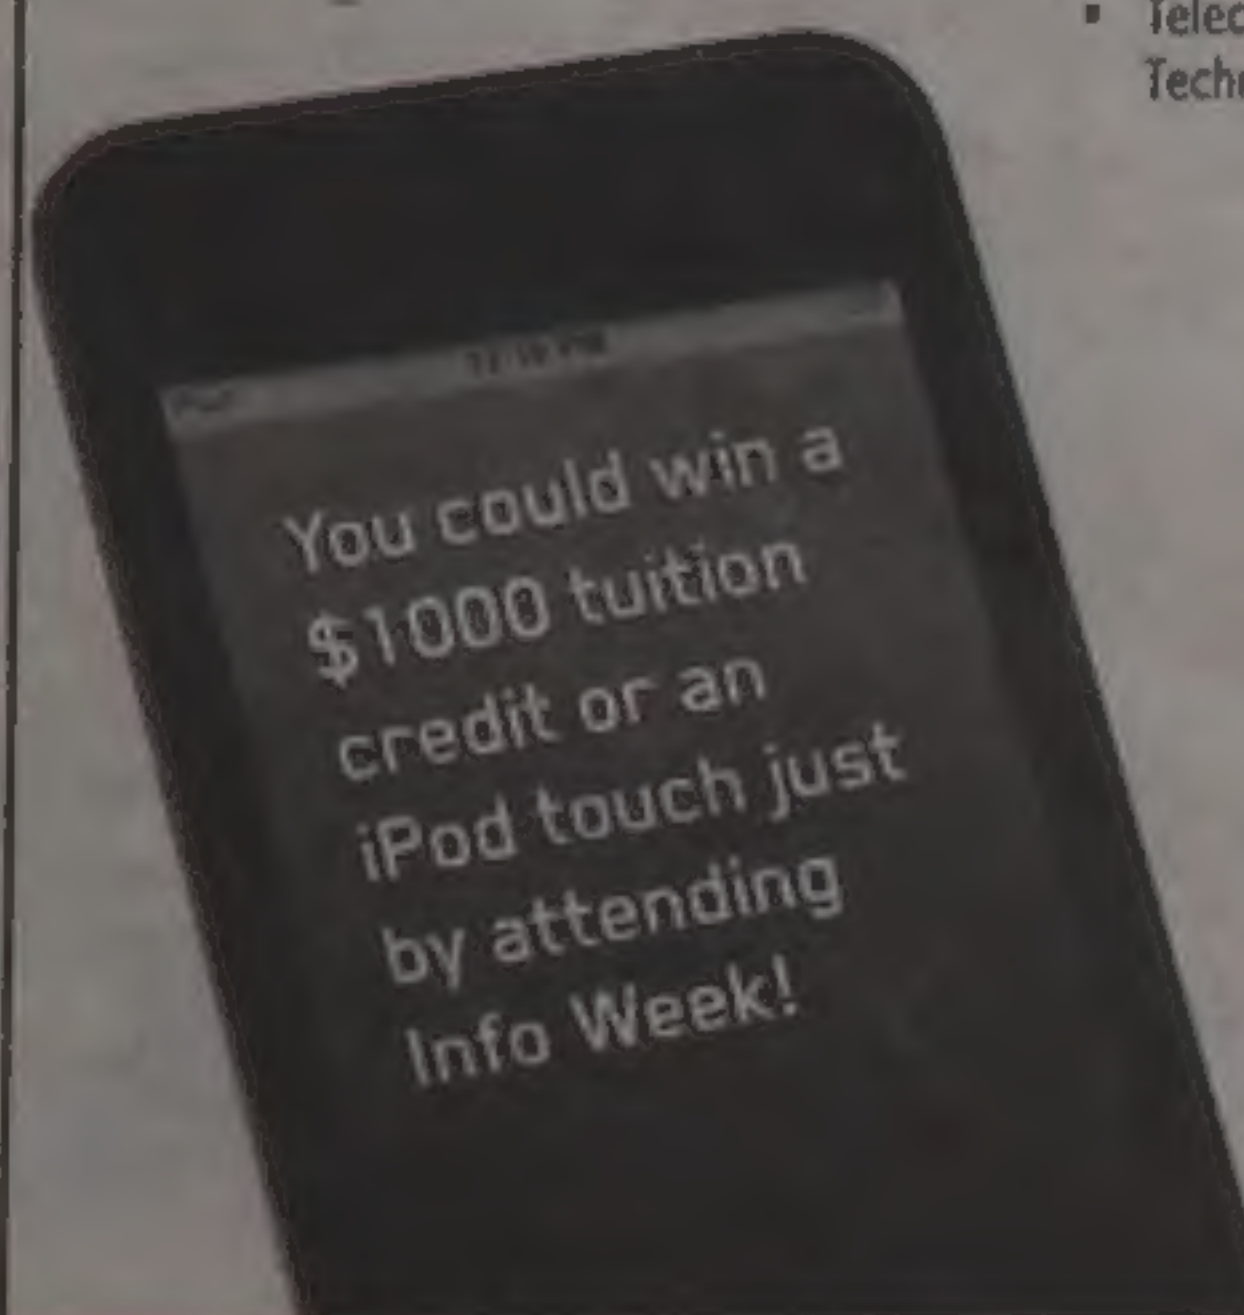 You could win a
$1000 tuition
credit or an
iPod touch just
by attending
Info Week!